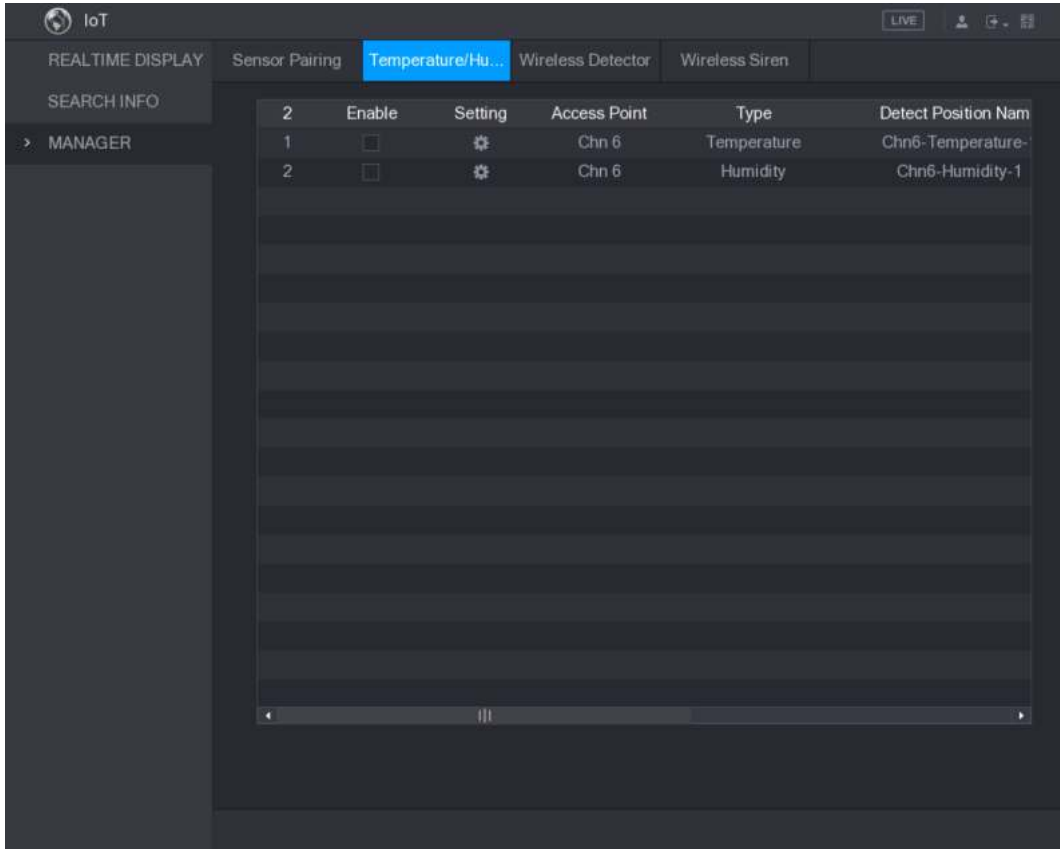 IoT LIVE
REALTIME DISPLAY
SEARCH INFO
MANAGER
Sensor Pairing Temperature/Hu... Wireless Detector Wireless Siren
2 Enable Setting Access Point Type Detect Position Nam
1 Chn 6 Temperature Chn6-Temperature-1
2 Chn 6 Humidity Chn6-Humidity-1